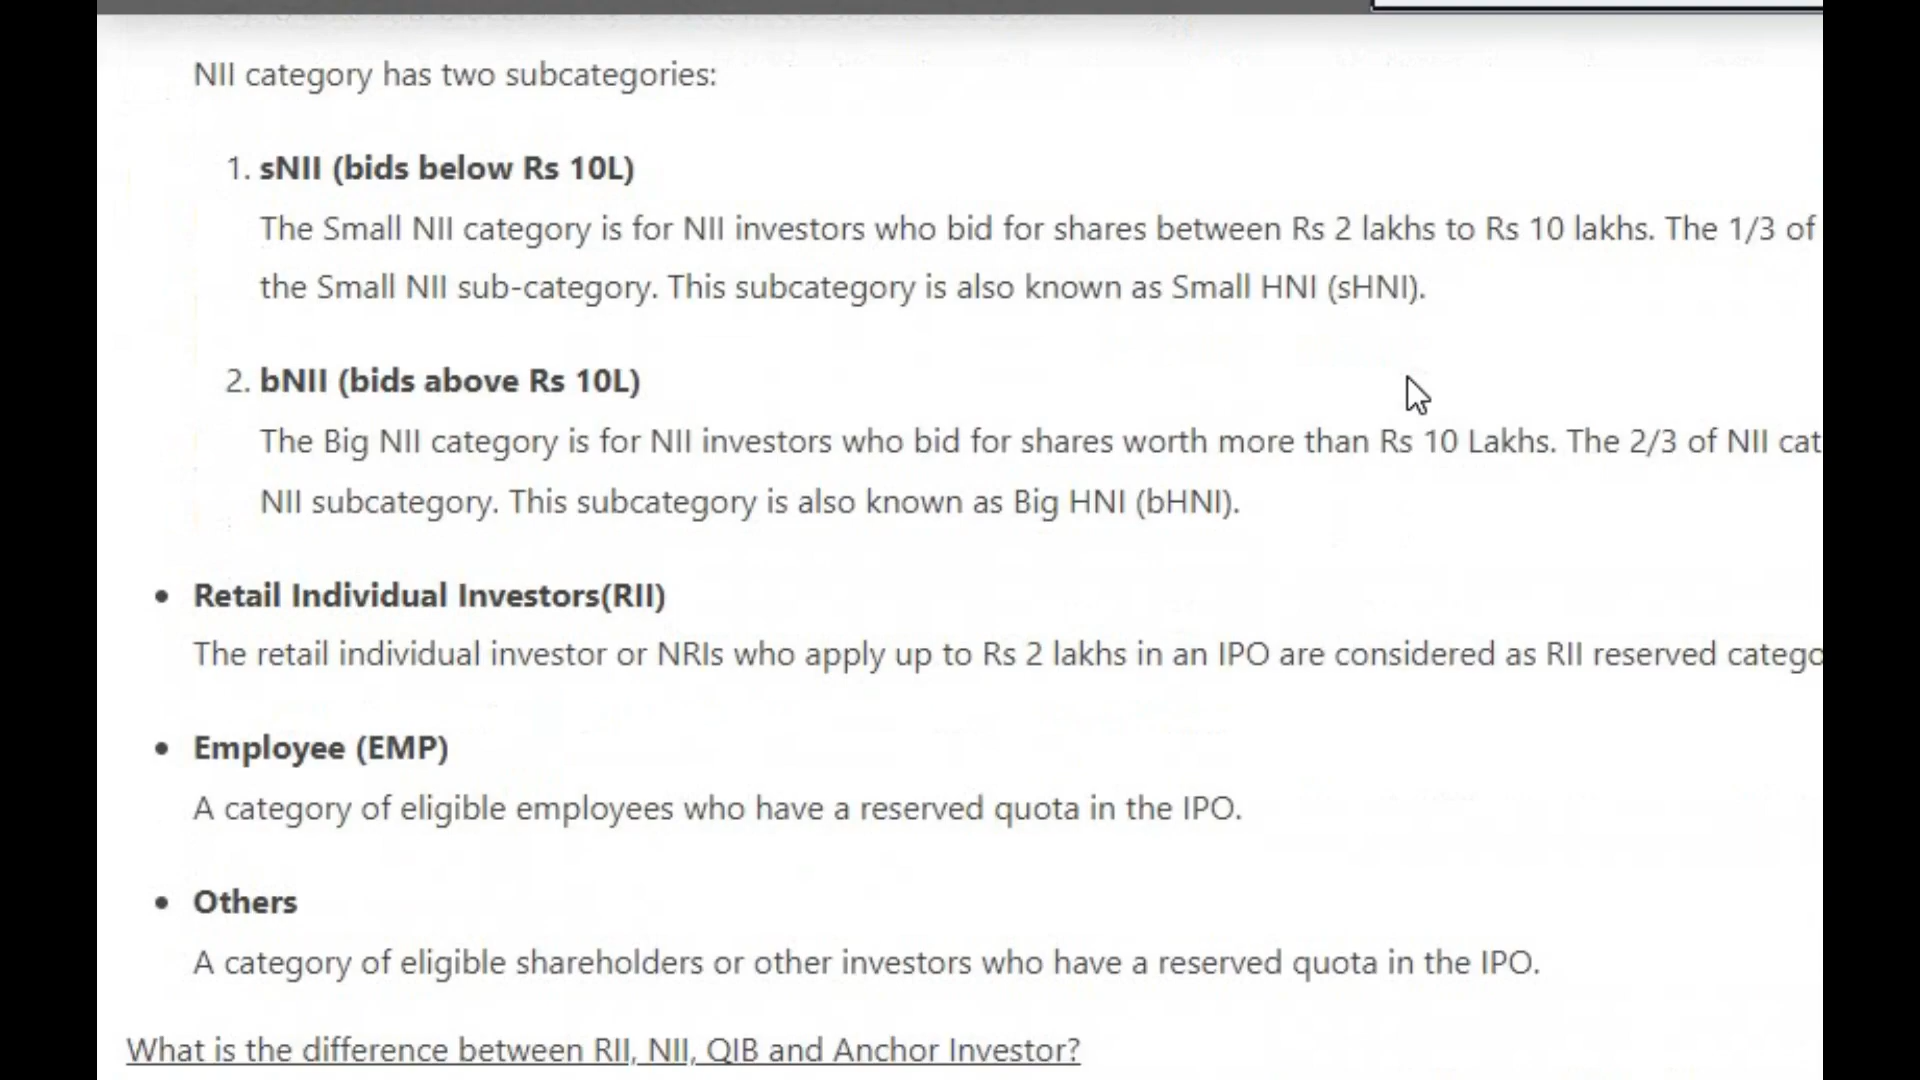 NII category has two subcategories:
1. sNII (bids below Rs 10L)
The Small NII category is for NII investors who bid for shares between Rs 2 lakhs to Rs 10 lakhs. The 1/3 of
the Small NII sub-category. This subcategory is also known as Small HNI (sHNI).
2. bNII (bids above Rs 10L)
The Big NII category is for NII investors who bid for shares worth more than Rs 10 Lakhs. The 2/3 of NII cat
NII subcategory. This subcategory is also known as Big HNI (bHNI).
• Retail Individual Investors(RII)
The retail individual investor or NRIs who apply up to Rs 2 lakhs in an IPO are considered as RII reserved catego
• Employee (EMP)
A category of eligible employees who have a reserved quota in the IPO.
• Others
A category of eligible shareholders or other investors who have a reserved quota in the IPO.
What is the difference between RII, NII, QIB and Anchor Investor?